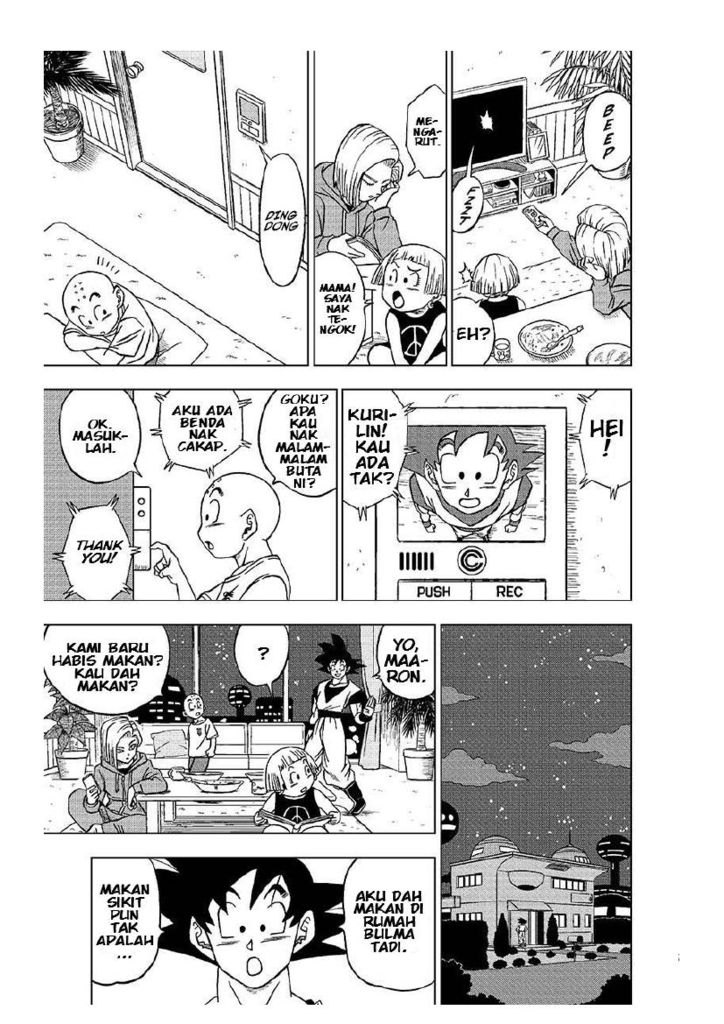 BEEP
FZZT
EH?
ME-
NGA-
RUT.
MAMA!
SAYA
NAK
TE-
NGOK!
DING
DONG
HEI
!
KURI-
LIN!
KAU
ADA
TAK?
PUSH
REC
GOKU?
APA
KAU
NAK
MALAM-
MALAM
BUTA
NI?
AKU ADA
BENDA
NAK
CAKAP.
OK.
MASUK-
LAH.
THANK
YOU!
YO,
MAA-
RON.
?
KAMI BARU
HABIS MAKAN?
KAU DAH
MAKAN?
AKU DAH
MAKAN DI
RUMAH
BULMA
TADI.
MAKAN
SIKIT
PUN
TAK
APALAH
...